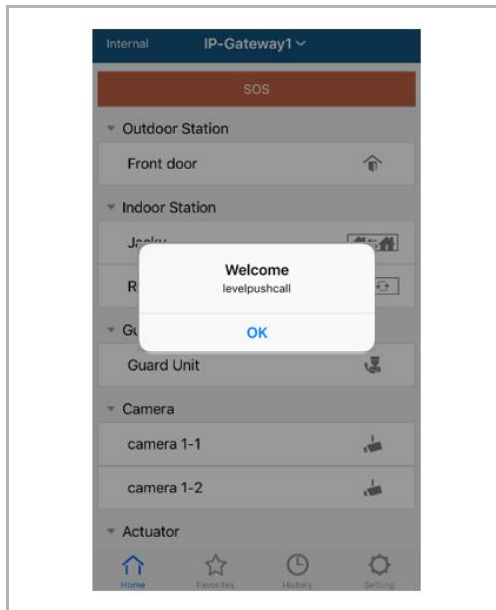 Internal IP-Gateway1
SOS
Outdoor Station
Front door
Indoor Station
Welcome
levelpushcall
OK
Guard Unit
Camera
camera 1-1
camera 1-2
Actuator
Home Favorites History Setting